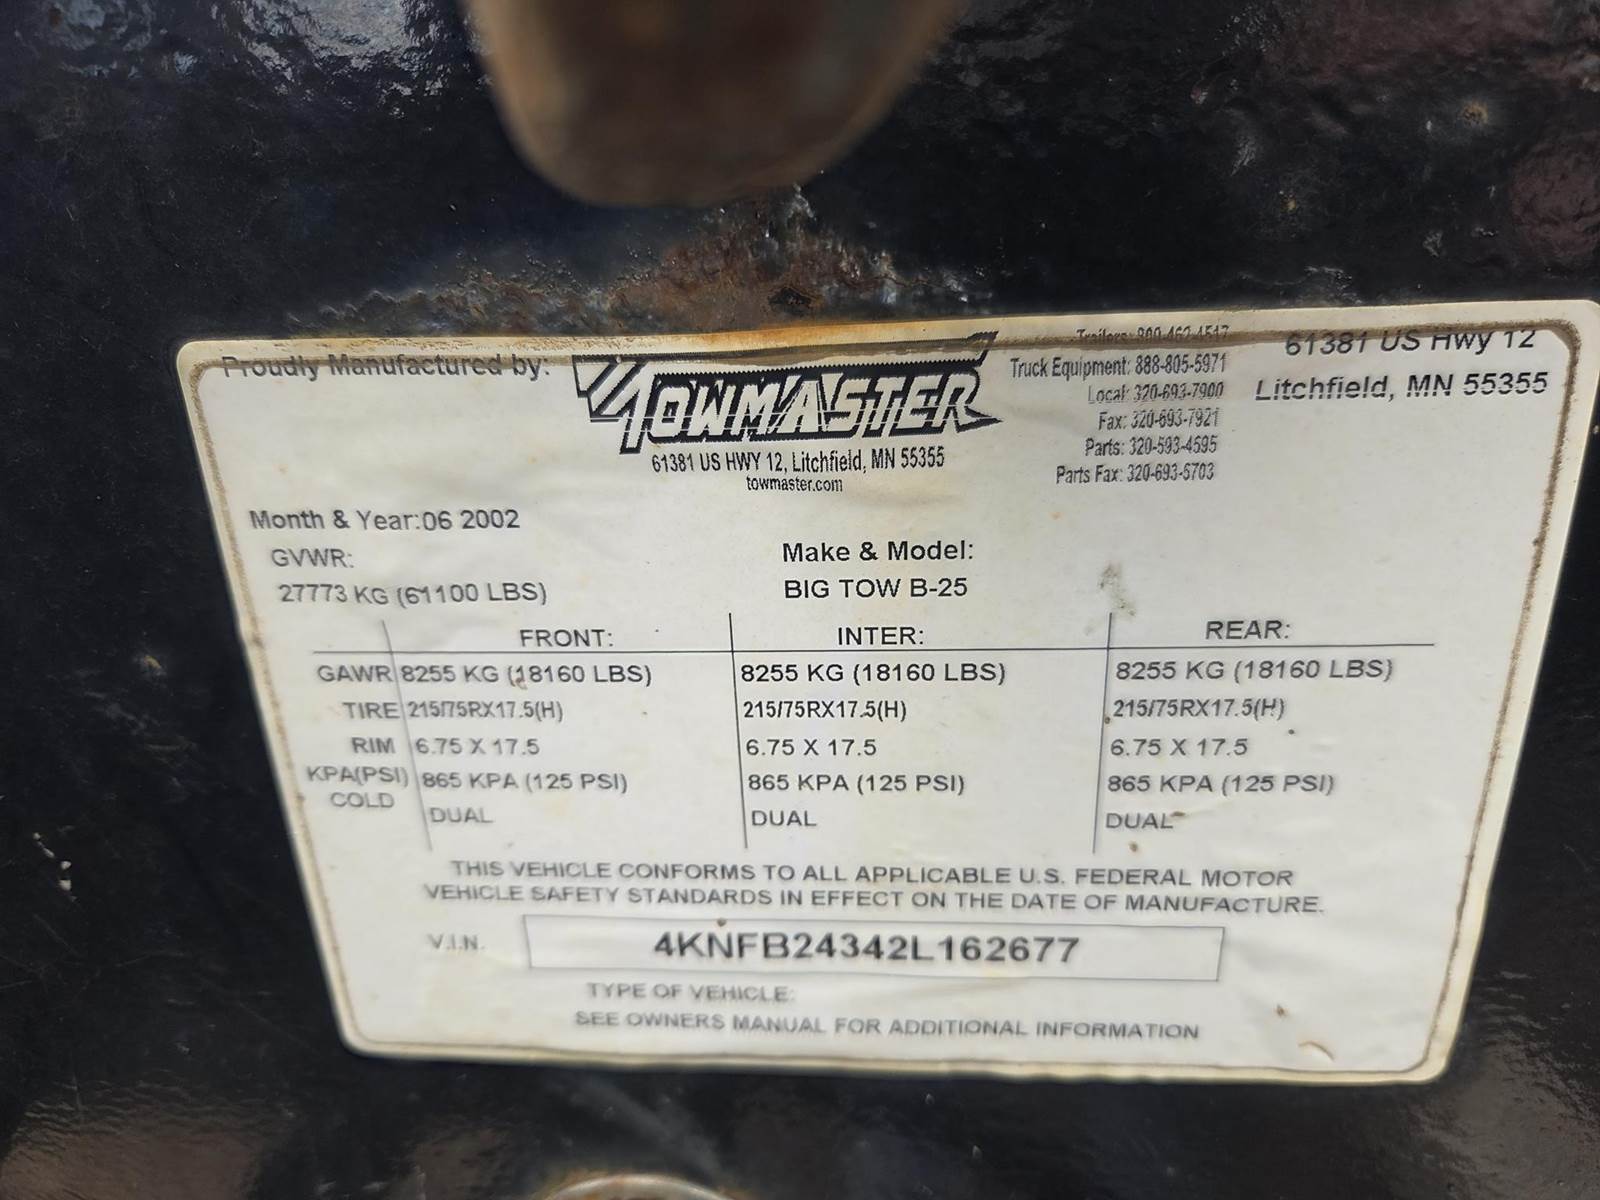 Proudly Manufactured by:
TOWMASTER
61381 US HWY 12, Litchfield, MN 55355
towmaster.com
Trailers: 800-462-4517
Truck Equipment: 888-805-5971
Local: 320-693-7900
Fax: 320-693-7921
Parts: 320-593-4595
Parts Fax: 320-693-5703
61381 US Hwy 12
Litchfield, MN 55355
Month & Year:06 2002
GVWR:
27773 KG (61100 LBS)
Make & Model:
BIG TOW B-25
FRONT: INTER: REAR:
GAWR 8255 KG (18160 LBS) 8255 KG (18160 LBS) 8255 KG (18160 LBS)
TIRE 215/75RX17.5(H) 215/75RX17.5(H) 215/75RX17.5(H)
RIM 6.75 X 17.5 6.75 X 17.5 6.75 X 17.5
KPA(PSI) 865 KPA (125 PSI) 865 KPA (125 PSI) 865 KPA (125 PSI)
COLD DUAL DUAL DUAL
THIS VEHICLE CONFORMS TO ALL APPLICABLE U.S. FEDERAL MOTOR
VEHICLE SAFETY STANDARDS IN EFFECT ON THE DATE OF MANUFACTURE.
V.I.N. 4KNFB24342L162677
TYPE OF VEHICLE:
SEE OWNERS MANUAL FOR ADDITIONAL INFORMATION